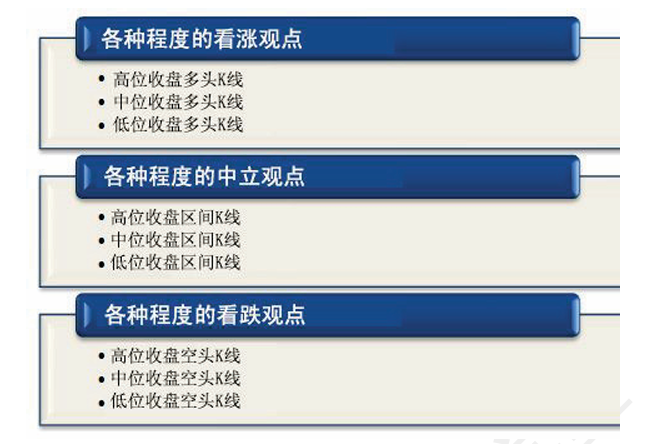 各种程度的看涨观点
• 高位收盘多头K线
• 中位收盘多头K线
• 低位收盘多头K线
各种程度的中立观点
• 高位收盘区间K线
• 中位收盘区间K线
• 低位收盘区间K线
各种程度的看跌观点
• 高位收盘空头K线
• 中位收盘空头K线
• 低位收盘空头K线